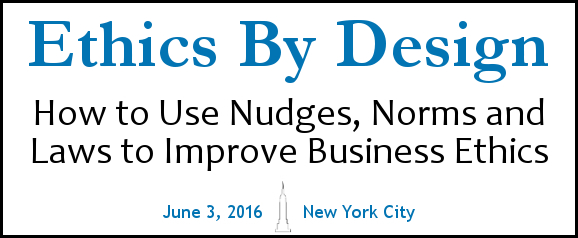 Ethics By Design
How to Use Nudges, Norms and
Laws to Improve Business Ethics
June 3, 2016 New York City